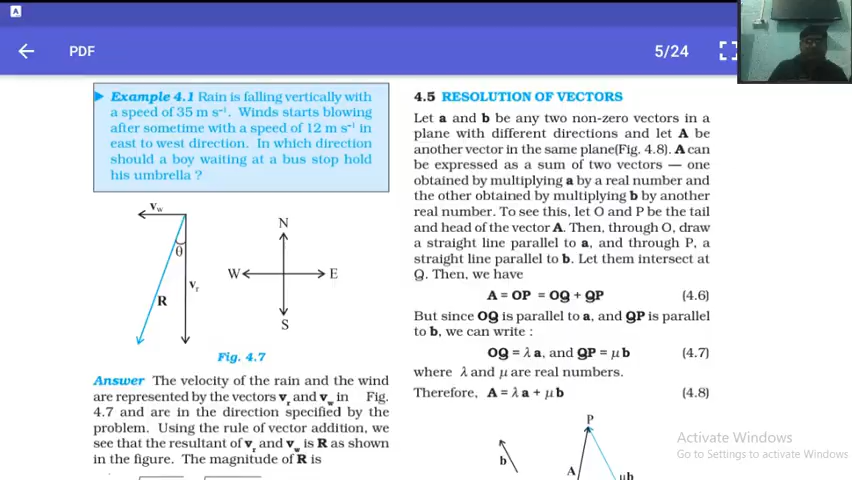 A
PDF
5/24
▶ Example 4.1 Rain is falling vertically with
a speed of 35 m s⁻¹. Winds starts blowing
after sometime with a speed of 12 m s⁻¹ in
east to west direction. In which direction
should a boy waiting at a bus stop hold
his umbrella ?
vw
θ
vr
R
N
W
E
S
Fig. 4.7
Answer The velocity of the rain and the wind
are represented by the vectors vr and vw in Fig.
4.7 and are in the direction specified by the
problem. Using the rule of vector addition, we
see that the resultant of vr and vw is R as shown
in the figure. The magnitude of R is
4.5 RESOLUTION OF VECTORS
Let a and b be any two non-zero vectors in a
plane with different directions and let A be
another vector in the same plane(Fig. 4.8). A can
be expressed as a sum of two vectors — one
obtained by multiplying a by a real number and
the other obtained by multiplying b by another
real number. To see this, let O and P be the tail
and head of the vector A. Then, through O, draw
a straight line parallel to a, and through P, a
straight line parallel to b. Let them intersect at
Q. Then, we have
A = OP = OQ + QP (4.6)
But since OQ is parallel to a, and QP is parallel
to b, we can write :
OQ = λ a, and QP = μ b (4.7)
where λ and μ are real numbers.
Therefore, A = λ a + μ b (4.8)
P
b
A
μb
Activate Windows
Go to Settings to activate Windows